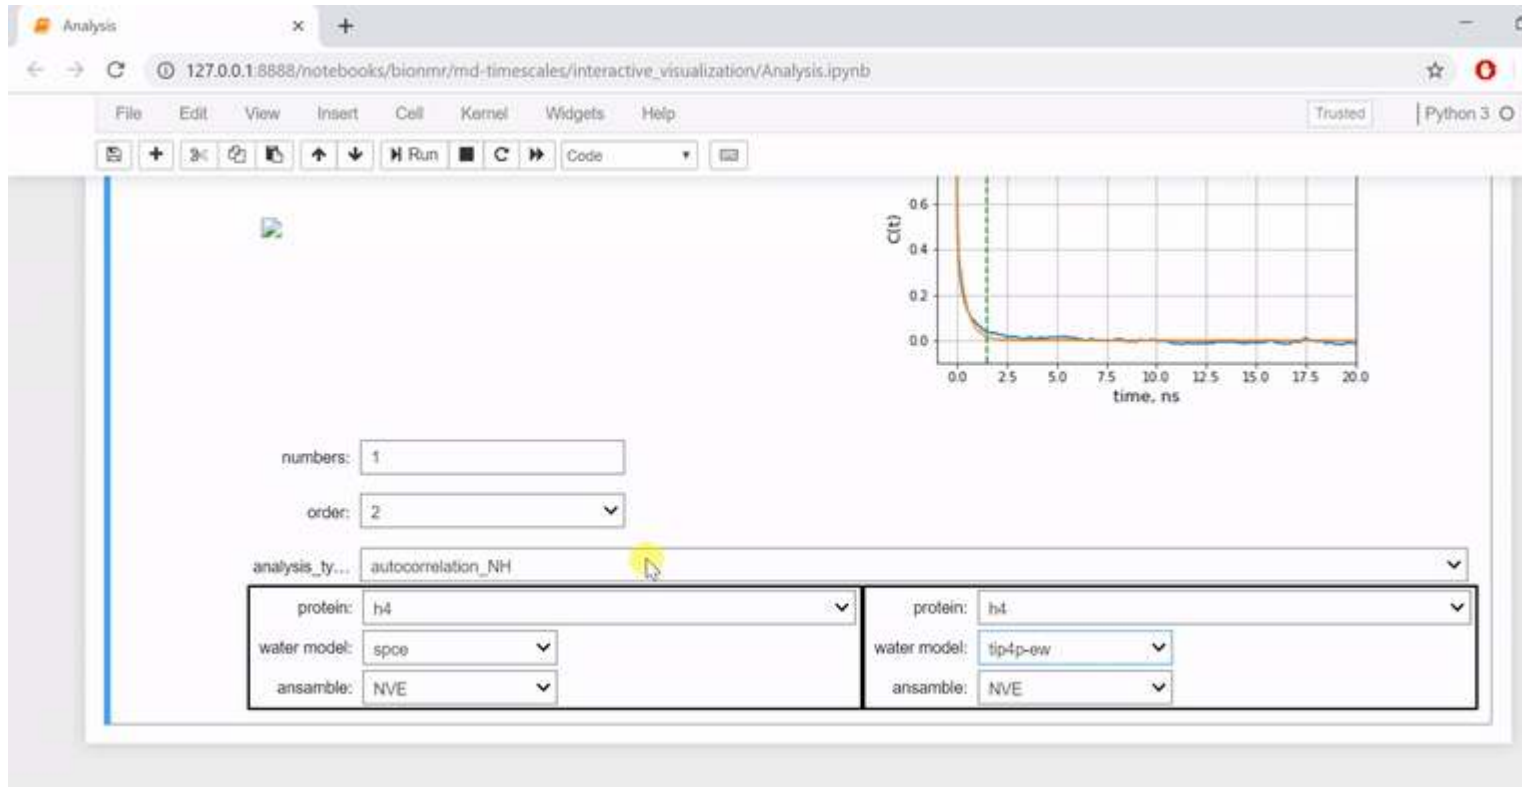 Analysis
127.0.0.1:8888/notebooks/bionmr/md-timescales/interactive_visualization/Analysis.ipynb
File Edit View Insert Cell Kernel Widgets Help Trusted Python 3
Run Code
0.6
0.4
0.2
0.0
C(t)
0.0 2.5 5.0 7.5 10.0 12.5 15.0 17.5 20.0
time, ns
numbers: 1
order: 2
analysis_ty... autocorrelation_NH
protein: h4 protein: h4
water model: spce water model: tip4p-ew
ansamble: NVE ansamble: NVE